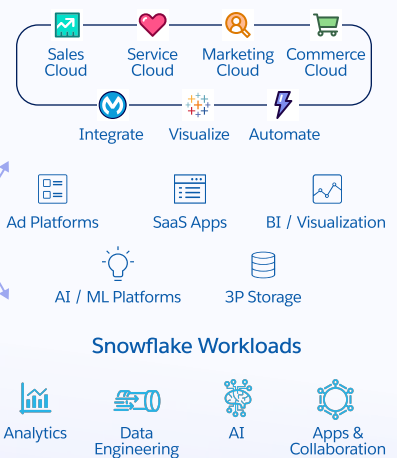 Sales Cloud
Service Cloud
Marketing Cloud
Commerce Cloud
Integrate
Visualize
Automate
Ad Platforms
SaaS Apps
BI / Visualization
AI / ML Platforms
3P Storage
Snowflake Workloads
Analytics
Data Engineering
AI
Apps & Collaboration